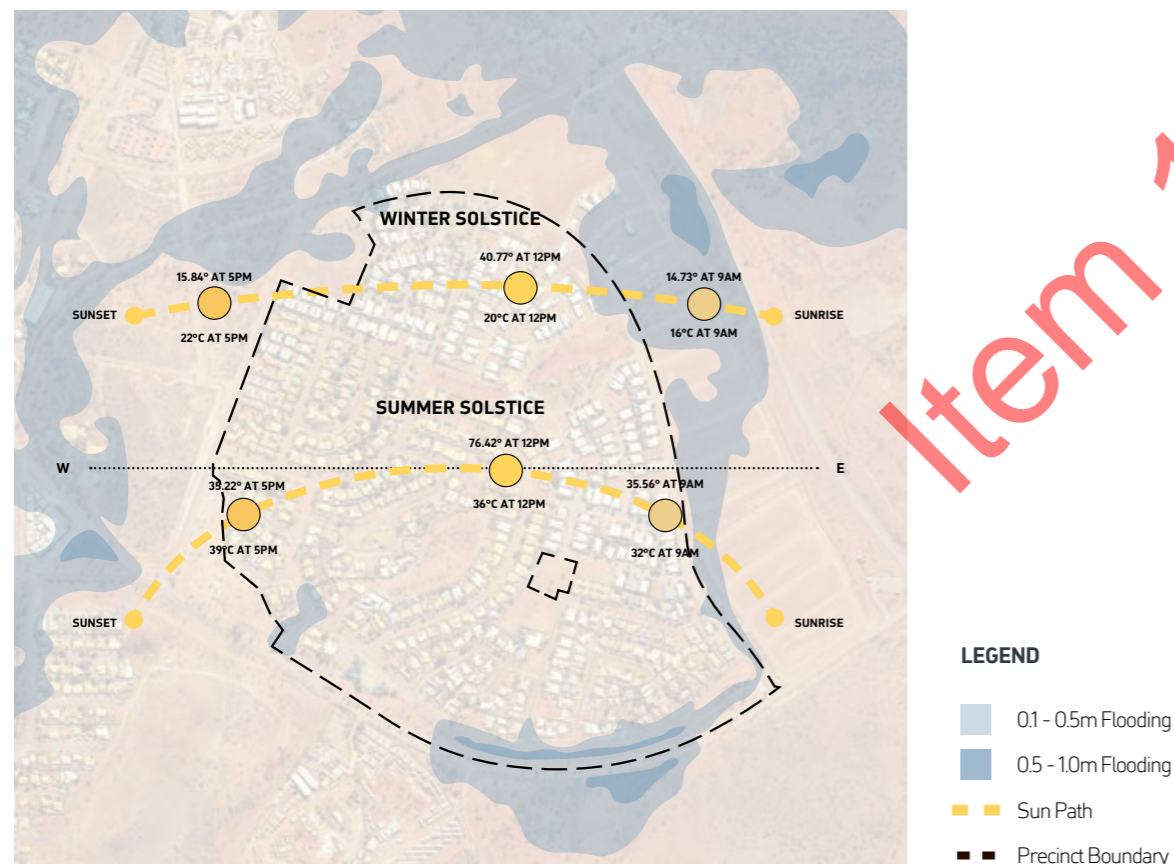 WINTER SOLSTICE
40.77° AT 12PM
15.84° AT 5PM
14.73° AT 9AM
SUNSET
SUNRISE
20°C AT 12PM
22°C AT 5PM
16°C AT 9AM
SUMMER SOLSTICE
76.42° AT 12PM
W
E
35.22° AT 5PM
35.56° AT 9AM
36°C AT 12PM
39°C AT 5PM
32°C AT 9AM
SUNSET
SUNRISE
Item 1
LEGEND
0.1 - 0.5m Flooding
0.5 - 1.0m Flooding
Sun Path
Precinct Boundary